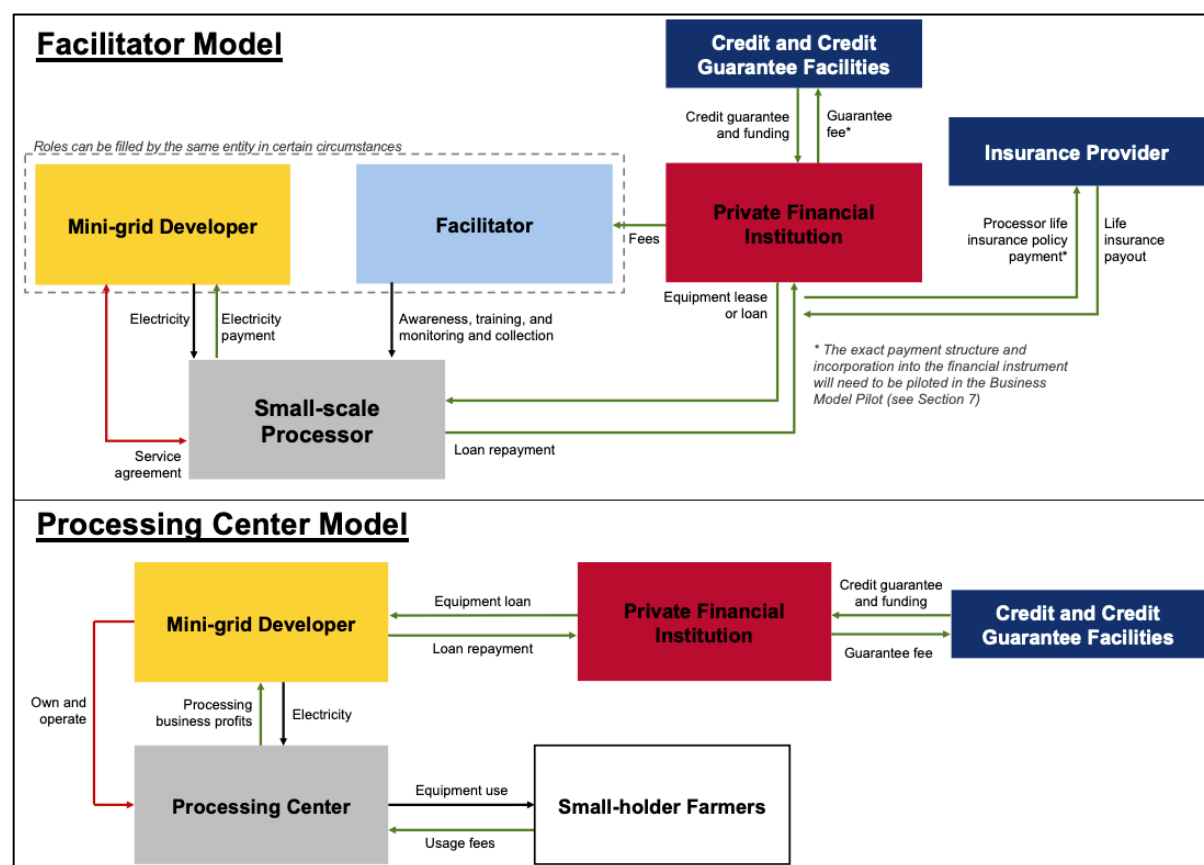 Facilitator Model
Credit and Credit
Guarantee Facilities
Credit guarantee
and funding
Guarantee
fee*
Roles can be filled by the same entity in certain circumstances
Insurance Provider
Mini-grid Developer
Facilitator
Private Financial
Institution
Fees
Processor life
insurance policy
payment*
Life
insurance
payout
Electricity
Electricity
payment
Awareness, training, and
monitoring and collection
Equipment lease
or loan
* The exact payment structure and
incorporation into the financial instrument
will need to be piloted in the Business
Model Pilot (see Section 7)
Small-scale
Processor
Service
agreement
Loan repayment
Processing Center Model
Mini-grid Developer
Equipment loan
Loan repayment
Private Financial
Institution
Credit guarantee
and funding
Guarantee fee
Credit and Credit
Guarantee Facilities
Own and
operate
Processing
business profits
Electricity
Processing Center
Equipment use
Usage fees
Small-holder Farmers